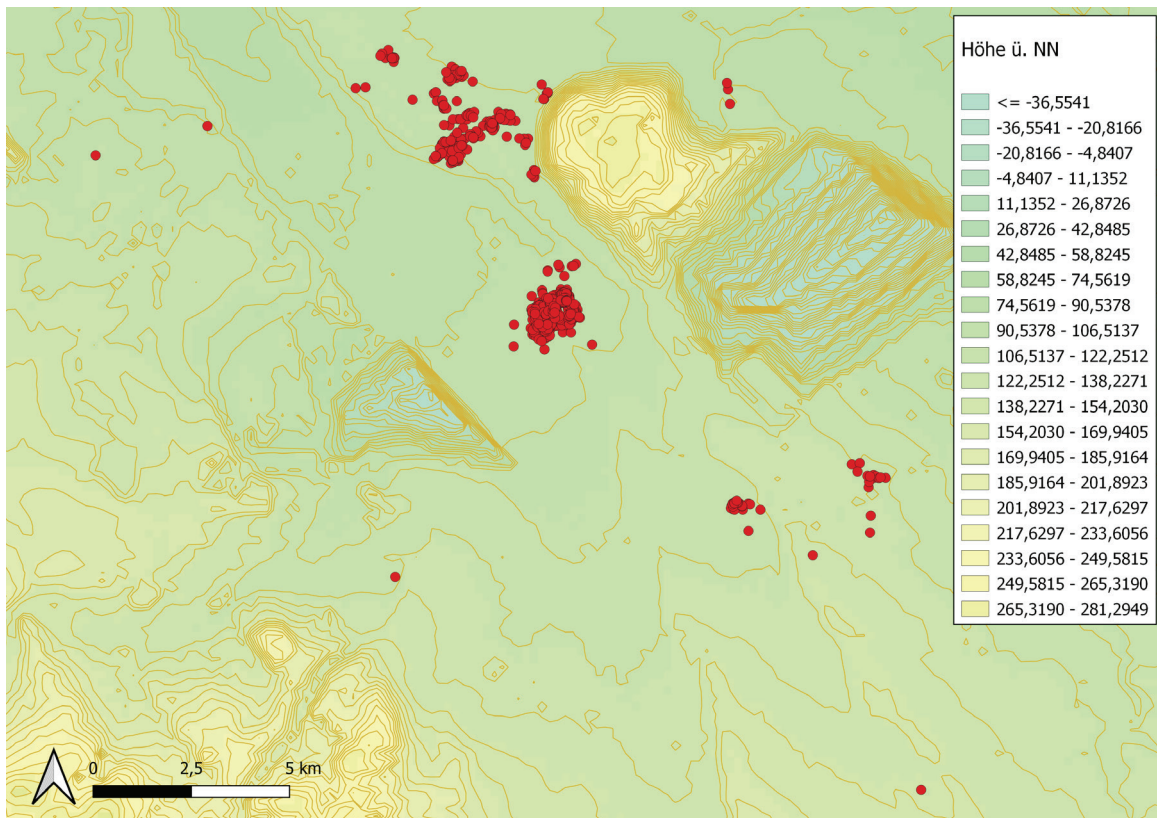 Höhe ü. NN
<= -36,5541
-36,5541 - -20,8166
-20,8166 - -4,8407
-4,8407 - 11,1352
11,1352 - 26,8726
26,8726 - 42,8485
42,8485 - 58,8245
58,8245 - 74,5619
74,5619 - 90,5378
90,5378 - 106,5137
106,5137 - 122,2512
122,2512 - 138,2271
138,2271 - 154,2030
154,2030 - 169,9405
169,9405 - 185,9164
185,9164 - 201,8923
201,8923 - 217,6297
217,6297 - 233,6056
233,6056 - 249,5815
249,5815 - 265,3190
265,3190 - 281,2949
0 2,5 5 km